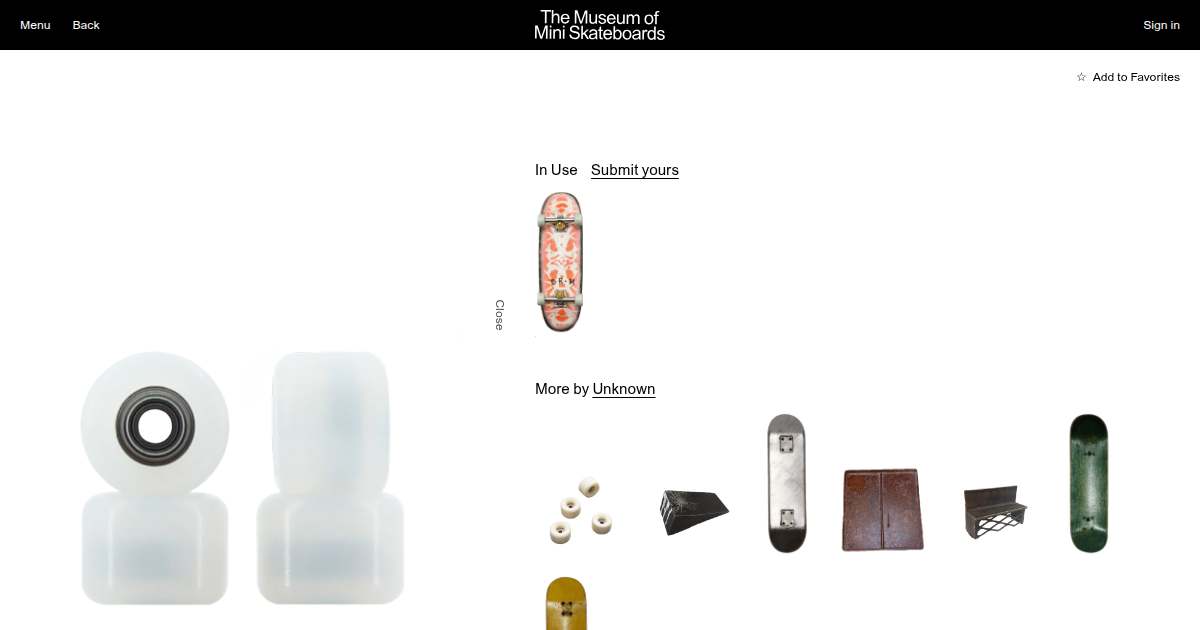 Menu Back
The Museum of
Mini Skateboards
Sign in
☆ Add to Favorites
In Use Submit yours
Close
More by Unknown